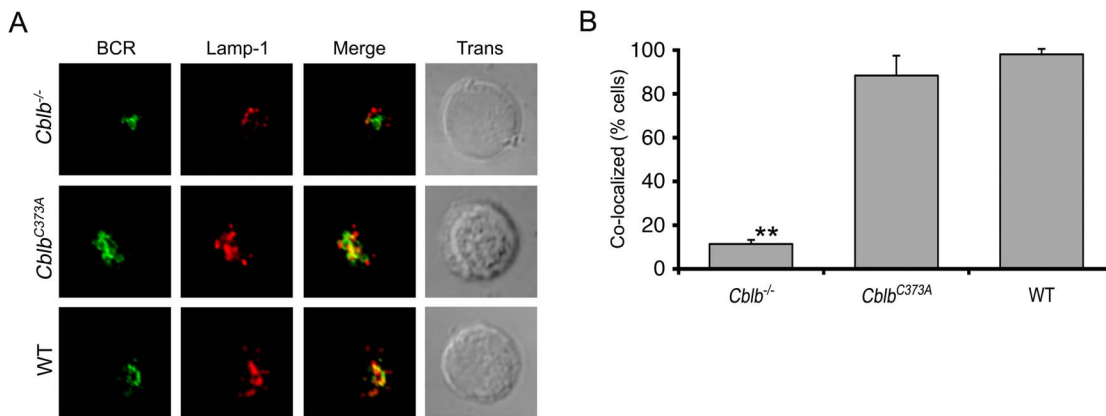 A
BCR Lamp-1 Merge Trans
Cblb-/-
CblbC373A
WT
B
Co-localized (% cells)
100
80
60
40
20
0
**
Cblb-/- CblbC373A WT